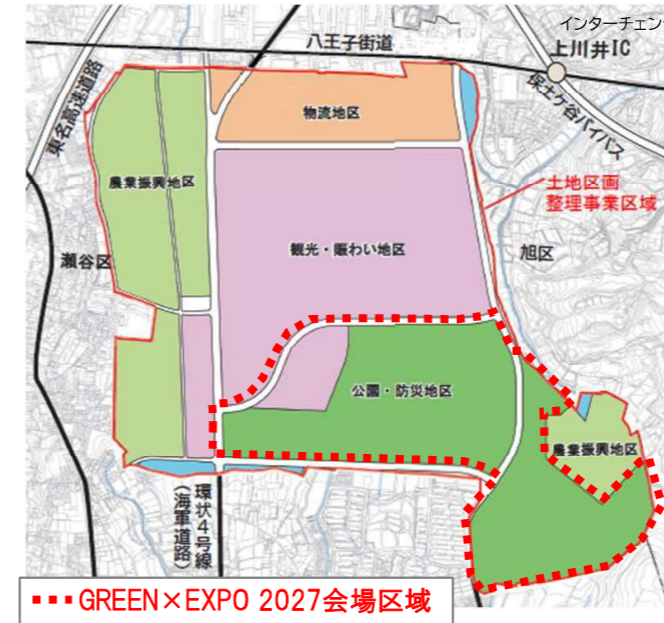 インターチェン
八王子街道
上川井IC
東名高速道路
保土ケ谷バイパス
物流地区
農業振興地区
土地区画
整理事業区域
瀬谷区
観光・賑わい地区
旭区
公園・防災地区
農業振興地区
環状4号線
(海軍道路)
GREEN×EXPO 2027会場区域